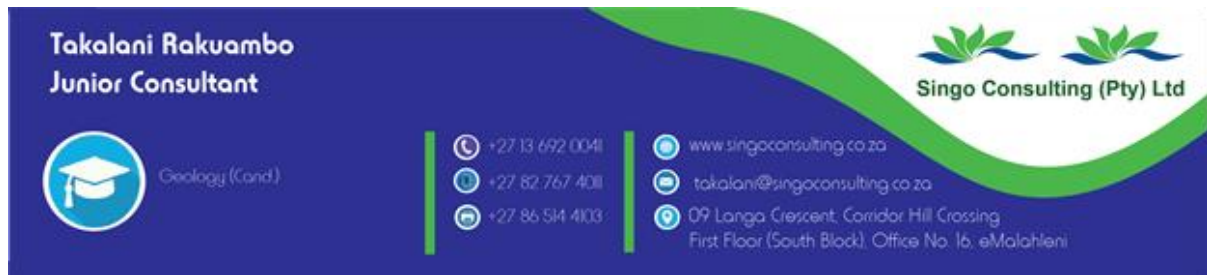 Takalani Rakuambo
Junior Consultant
Singo Consulting (Pty) Ltd
Geology (Cand.)
+27 13 692 0041
+27 82 767 4011
+27 86 514 4103
www.singoconsulting.co.za
takalani@singoconsulting.co.za
09 Langa Crescent, Corridor Hill Crossing
First Floor (South Block), Office No. 16, eMalahleni